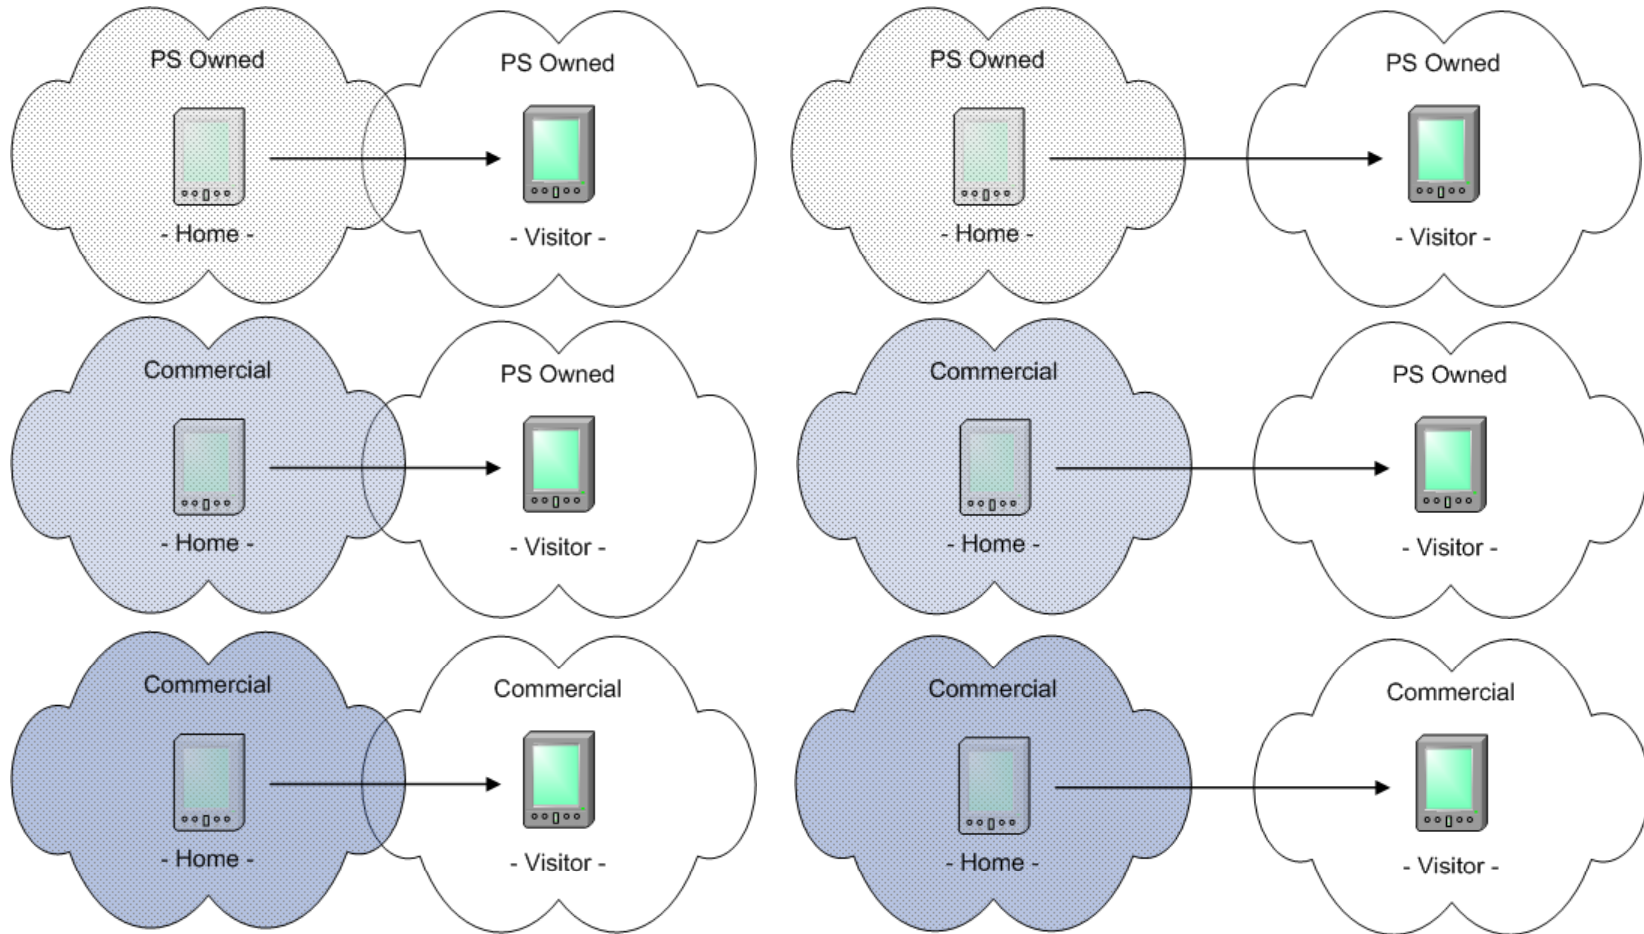 PS Owned
PS Owned
- Home -
- Visitor -
PS Owned
PS Owned
- Home -
- Visitor -
Commercial
PS Owned
- Home -
- Visitor -
Commercial
PS Owned
- Home -
- Visitor -
Commercial
Commercial
- Home -
- Visitor -
Commercial
Commercial
- Home -
- Visitor -